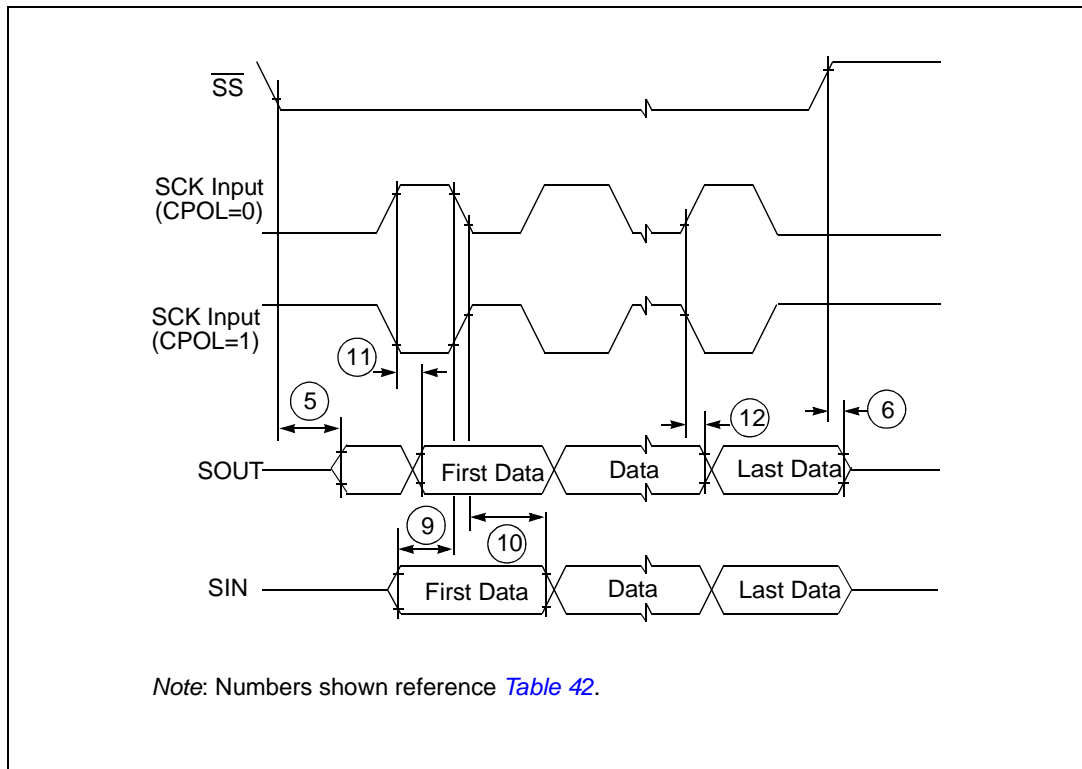 SS
SCK Input
(CPOL=0)
SCK Input
(CPOL=1)
11
5
12
6
SOUT
First Data
Data
Last Data
9
10
SIN
First Data
Data
Last Data
Note: Numbers shown reference Table 42.